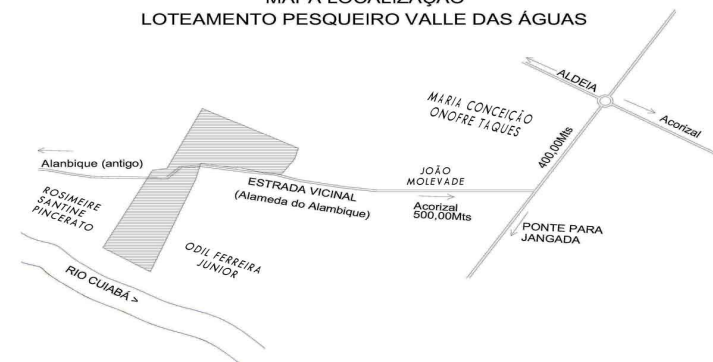 MAPA LOCALIZAÇÃO
LOTEAMENTO PESQUEIRO VALLE DAS ÁGUAS
ALDEIA
Acorizal
MARIA CONCEIÇÃO
ONOFRE TAQUES
400,00Mts
Alanbique (antigo)
JOÃO
MOLEVADE
ESTRADA VICINAL
(Alameda do Alambique)
Acorizal
500,00Mts
ROSIMEIRE
SANTINE
PINCERATO
PONTE PARA
JANGADA
ODIL FERREIRA
JUNIOR
RIO CUIABÁ >